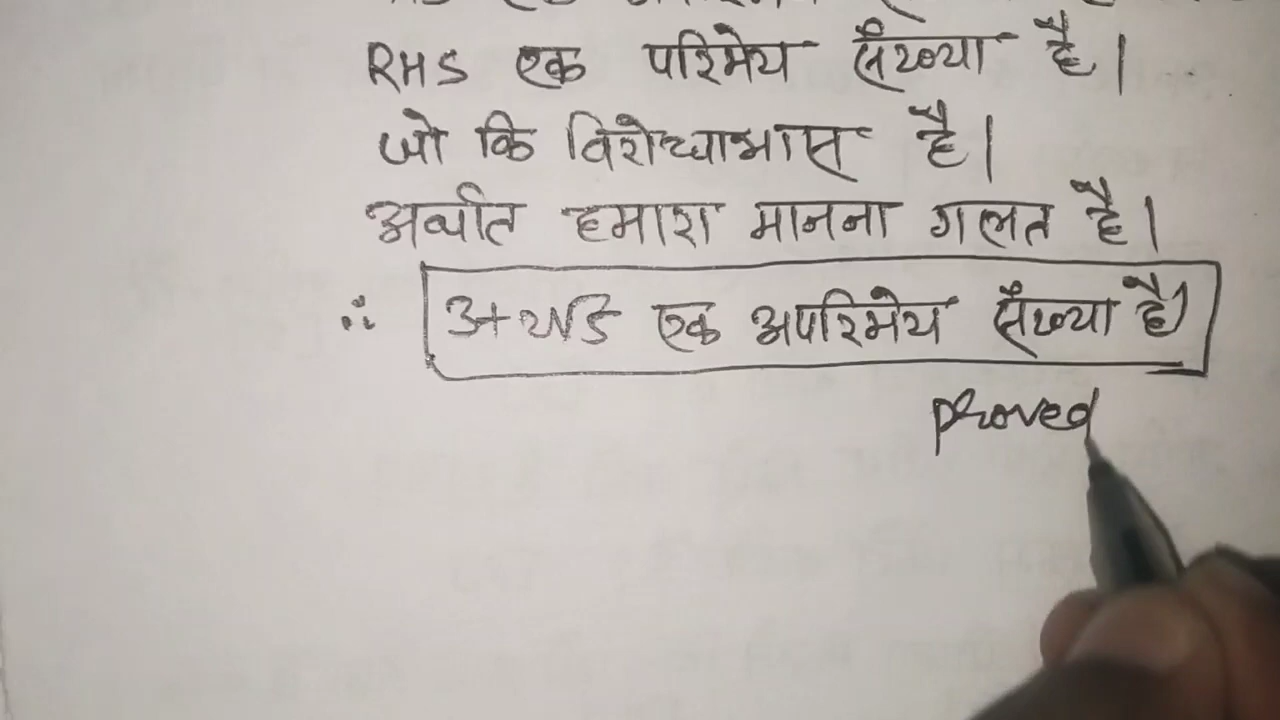 RHS एक परिमेय संख्या है।
जो कि विरोधाभास है।
अर्थात हमारा मानना गलत है।
∴ 3+2√5 एक अपरिमेय संख्या है।
proved